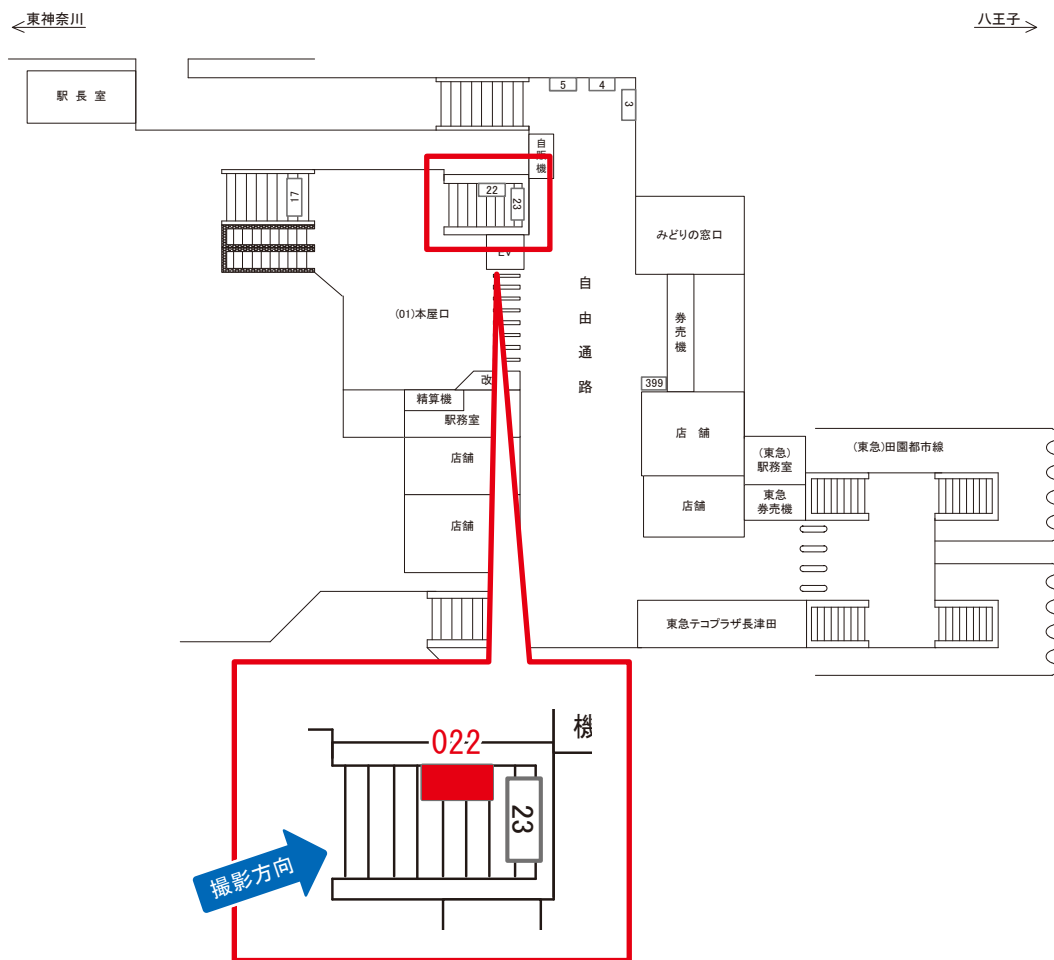 東神奈川
八王子
駅長室
5
4
3
自販機
17
22
23
EV
みどりの窓口
自由通路
(01)本屋口
券売機
改
399
精算機
駅務室
店舗
店舗
店舗
店舗
(東急)
駅務室
(東急)田園都市線
東急
券売機
東急テコプラザ長津田
機
022
23
撮影方向